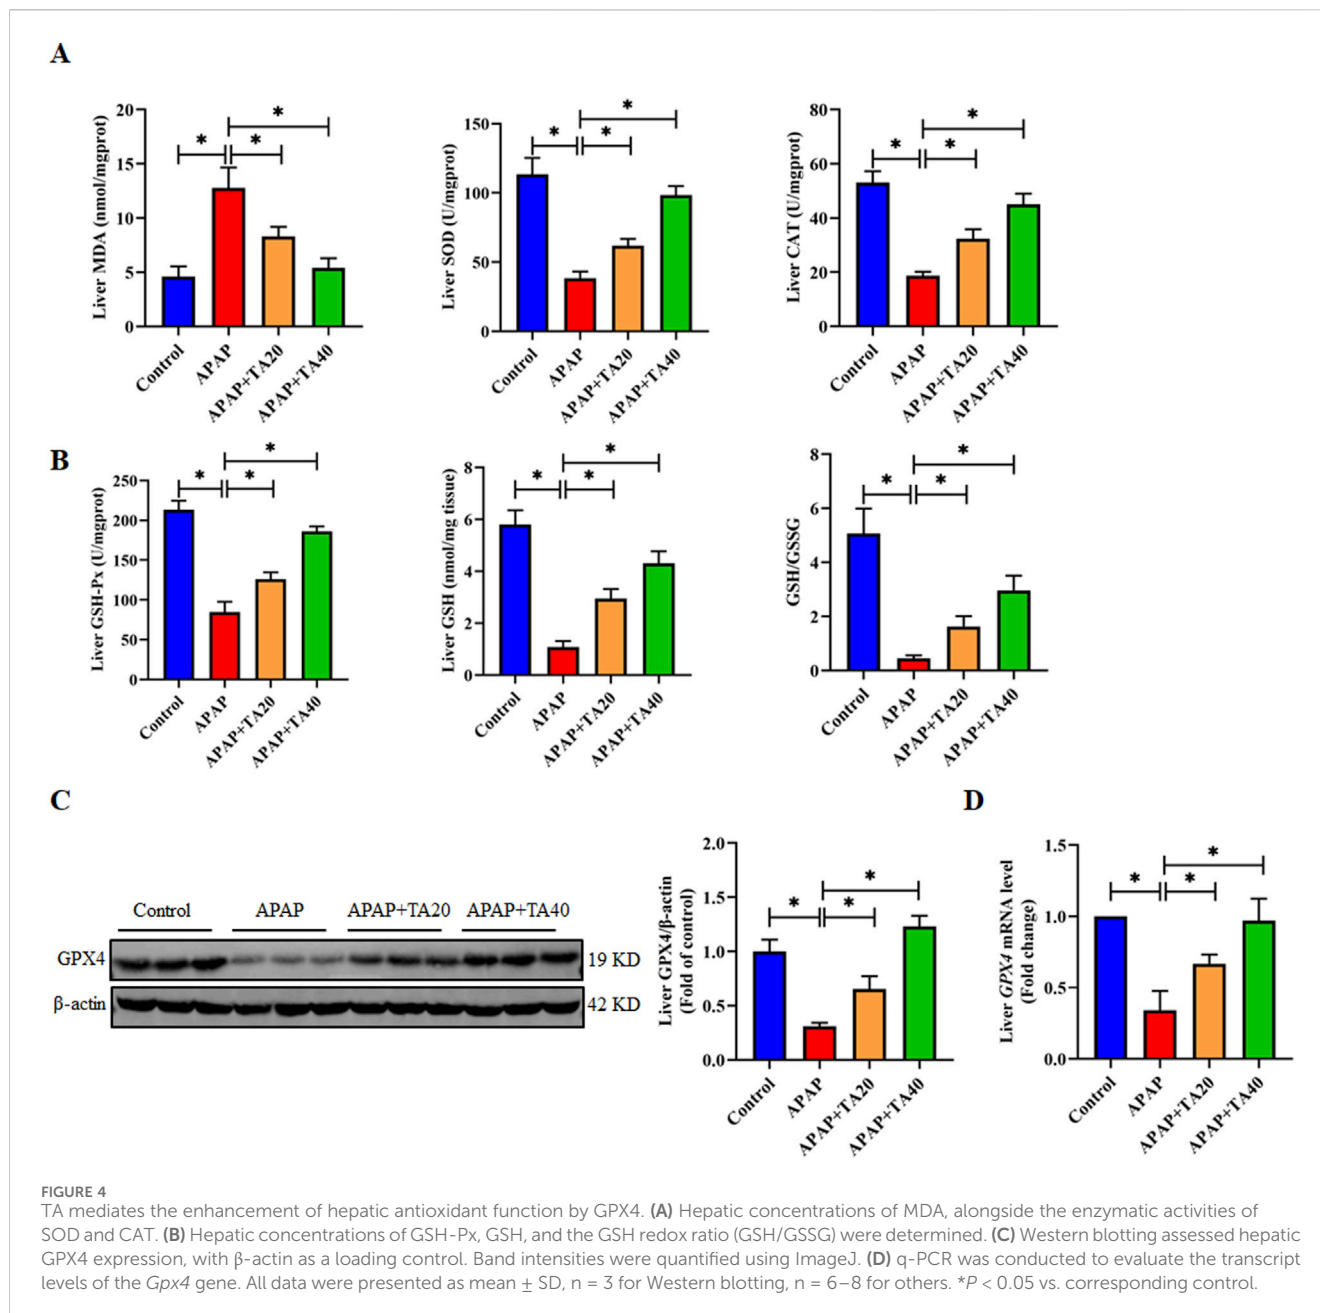 A
Liver MDA (nmol/mgprot)
20
15
10
5
0
* * *
Control
APAP
APAP+TA20
APAP+TA40
Liver SOD (U/mgprot)
150
100
50
0
* * *
Control
APAP
APAP+TA20
APAP+TA40
Liver CAT (U/mgprot)
80
60
40
20
0
* * *
Control
APAP
APAP+TA20
APAP+TA40
B
Liver GSH-Px (U/mgprot)
250
200
150
100
50
0
* * *
Control
APAP
APAP+TA20
APAP+TA40
Liver GSH (nmol/mg tissue)
8
6
4
2
0
* * *
Control
APAP
APAP+TA20
APAP+TA40
GSH/GSSG
8
6
4
2
0
* * *
Control
APAP
APAP+TA20
APAP+TA40
C
Control APAP APAP+TA20 APAP+TA40
GPX4 19 KD
β-actin 42 KD
Liver GPX4/β-actin
(Fold of control)
2.0
1.5
1.0
0.5
0.0
* * *
Control
APAP
APAP+TA20
APAP+TA40
D
Liver GPX4 mRNA level
(Fold change)
1.5
1.0
0.5
0.0
* * *
Control
APAP
APAP+TA20
APAP+TA40
FIGURE 4
TA mediates the enhancement of hepatic antioxidant function by GPX4. (A) Hepatic concentrations of MDA, alongside the enzymatic activities of
SOD and CAT. (B) Hepatic concentrations of GSH-Px, GSH, and the GSH redox ratio (GSH/GSSG) were determined. (C) Western blotting assessed hepatic
GPX4 expression, with β-actin as a loading control. Band intensities were quantified using ImageJ. (D) q-PCR was conducted to evaluate the transcript
levels of the Gpx4 gene. All data were presented as mean ± SD, n = 3 for Western blotting, n = 6–8 for others. *P < 0.05 vs. corresponding control.